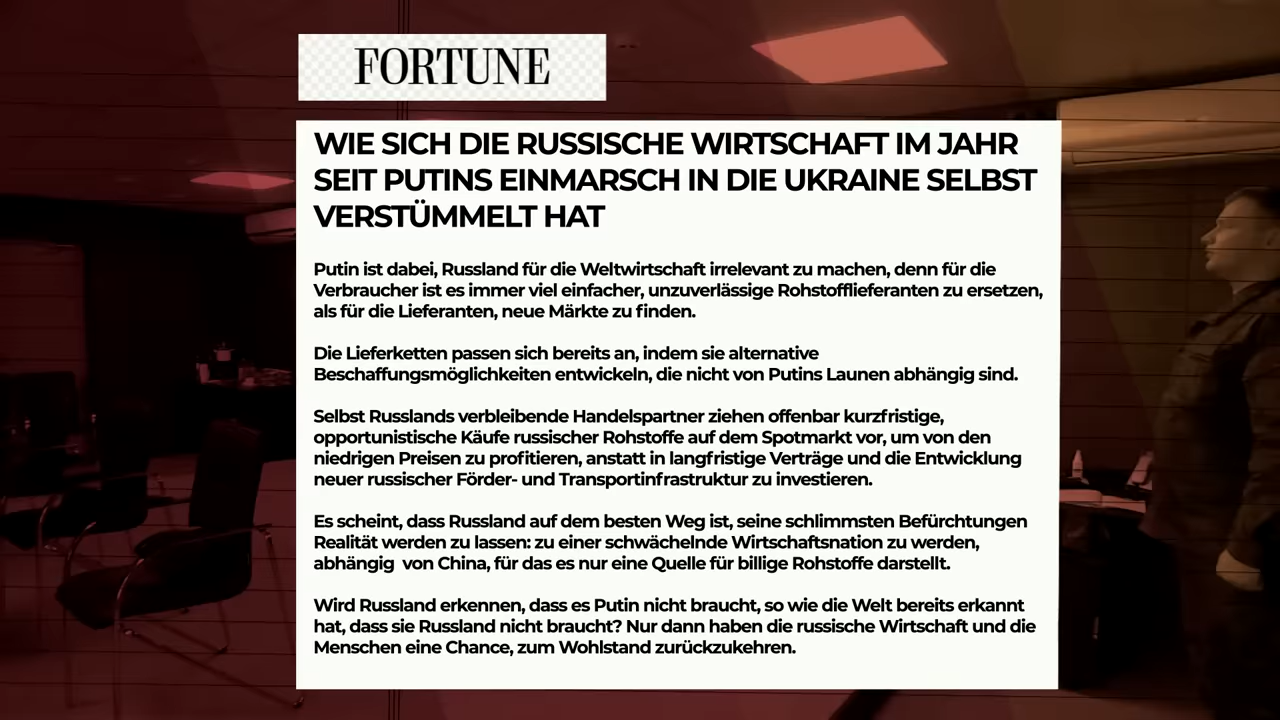 FORTUNE
WIE SICH DIE RUSSISCHE WIRTSCHAFT IM JAHR
SEIT PUTINS EINMARSCH IN DIE UKRAINE SELBST
VERSTÜMMELT HAT
Putin ist dabei, Russland für die Weltwirtschaft irrelevant zu machen, denn für die
Verbraucher ist es immer viel einfacher, unzuverlässige Rohstofflieferanten zu ersetzen,
als für die Lieferanten, neue Märkte zu finden.
Die Lieferketten passen sich bereits an, indem sie alternative
Beschaffungsmöglichkeiten entwickeln, die nicht von Putins Launen abhängig sind.
Selbst Russlands verbleibende Handelspartner ziehen offenbar kurzfristige,
opportunistische Käufe russischer Rohstoffe auf dem Spotmarkt vor, um von den
niedrigen Preisen zu profitieren, anstatt in langfristige Verträge und die Entwicklung
neuer russischer Förder- und Transportinfrastruktur zu investieren.
Es scheint, dass Russland auf dem besten Weg ist, seine schlimmsten Befürchtungen
Realität werden zu lassen: zu einer schwächelnde Wirtschaftsnation zu werden,
abhängig  von China, für das es nur eine Quelle für billige Rohstoffe darstellt.
Wird Russland erkennen, dass es Putin nicht braucht, so wie die Welt bereits erkannt
hat, dass sie Russland nicht braucht? Nur dann haben die russische Wirtschaft und die
Menschen eine Chance, zum Wohlstand zurückzukehren.